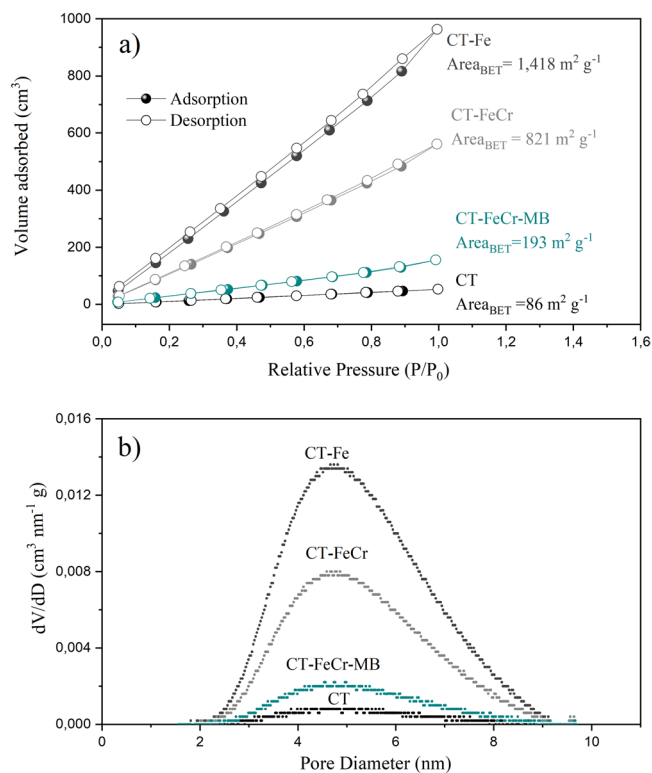 a)
Volume adsorbed (cm³)
1000
800
600
400
200
0
Adsorption
Desorption
CT-Fe
AreaBET= 1,418 m² g⁻¹
CT-FeCr
AreaBET = 821 m² g⁻¹
CT-FeCr-MB
AreaBET=193 m² g⁻¹
CT
AreaBET =86 m² g⁻¹
0,0 0,2 0,4 0,6 0,8 1,0 1,2 1,4 1,6
Relative Pressure (P/P₀)
b)
dV/dD (cm³ nm⁻¹ g)
0,016
0,012
0,008
0,004
0,000
CT-Fe
CT-FeCr
CT-FeCr-MB
CT
0 2 4 6 8 10
Pore Diameter (nm)